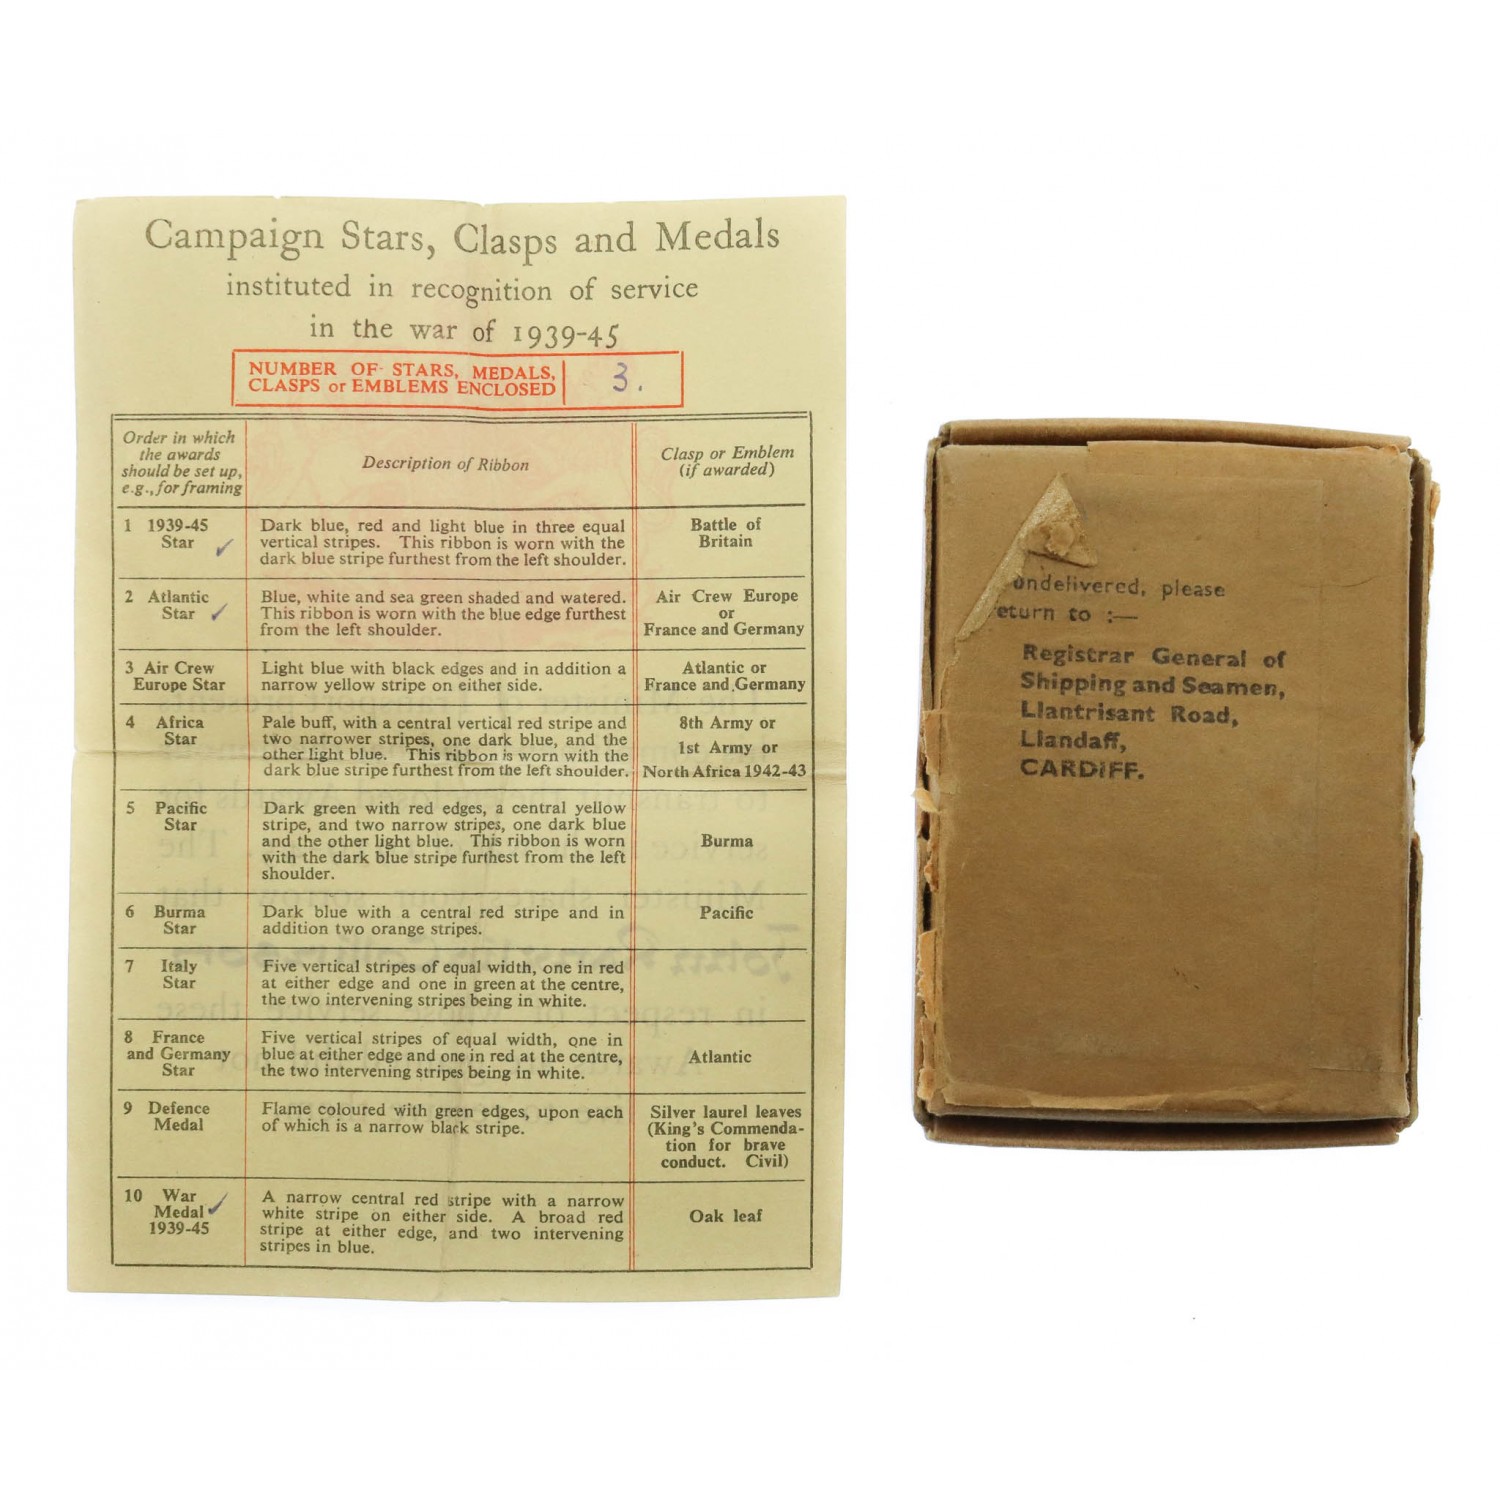 Campaign Stars, Clasps and Medals
instituted in recognition of service
in the war of 1939-45
NUMBER OF STARS, MEDALS,
CLASPS or EMBLEMS ENCLOSED
3.
Order in which
the awards
should be set up,
e.g., for framing
Description of Ribbon
Clasp or Emblem
(if awarded)
1 1939-45
Star ✓
Dark blue, red and light blue in three equal
vertical stripes. This ribbon is worn with the
dark blue stripe furthest from the left shoulder.
Battle of
Britain
2 Atlantic
Star ✓
Blue, white and sea green shaded and watered.
This ribbon is worn with the blue edge furthest
from the left shoulder.
Air Crew Europe
or
France and Germany
3 Air Crew
Europe Star
Light blue with black edges and in addition a
narrow yellow stripe on either side.
Atlantic or
France and Germany
4 Africa
Star
Pale buff, with a central vertical red stripe and
two narrower stripes, one dark blue, and the
other light blue. This ribbon is worn with the
dark blue stripe furthest from the left shoulder.
8th Army or
1st Army or
North Africa 1942-43
5 Pacific
Star
Dark green with red edges, a central yellow
stripe, and two narrow stripes, one dark blue
and the other light blue. This ribbon is worn
with the dark blue stripe furthest from the left
shoulder.
Burma
6 Burma
Star
Dark blue with a central red stripe and in
addition two orange stripes.
Pacific
7 Italy
Star
Five vertical stripes of equal width, one in red
at either edge and one in green at the centre,
the two intervening stripes being in white.
8 France
and Germany
Star
Five vertical stripes of equal width, one in
blue at either edge and one in red at the centre,
the two intervening stripes being in white.
Atlantic
9 Defence
Medal
Flame coloured with green edges, upon each
of which is a narrow black stripe.
Silver laurel leaves
(King's Commenda-
tion for brave
conduct. Civil)
10 War
Medal ✓
1939-45
A narrow central red stripe with a narrow
white stripe on either side. A broad red
stripe at either edge, and two intervening
stripes in blue.
Oak leaf
undelivered, please
eturn to :—
Registrar General of
Shipping and Seamen,
Llantrisant Road,
Llandaff,
CARDIFF.